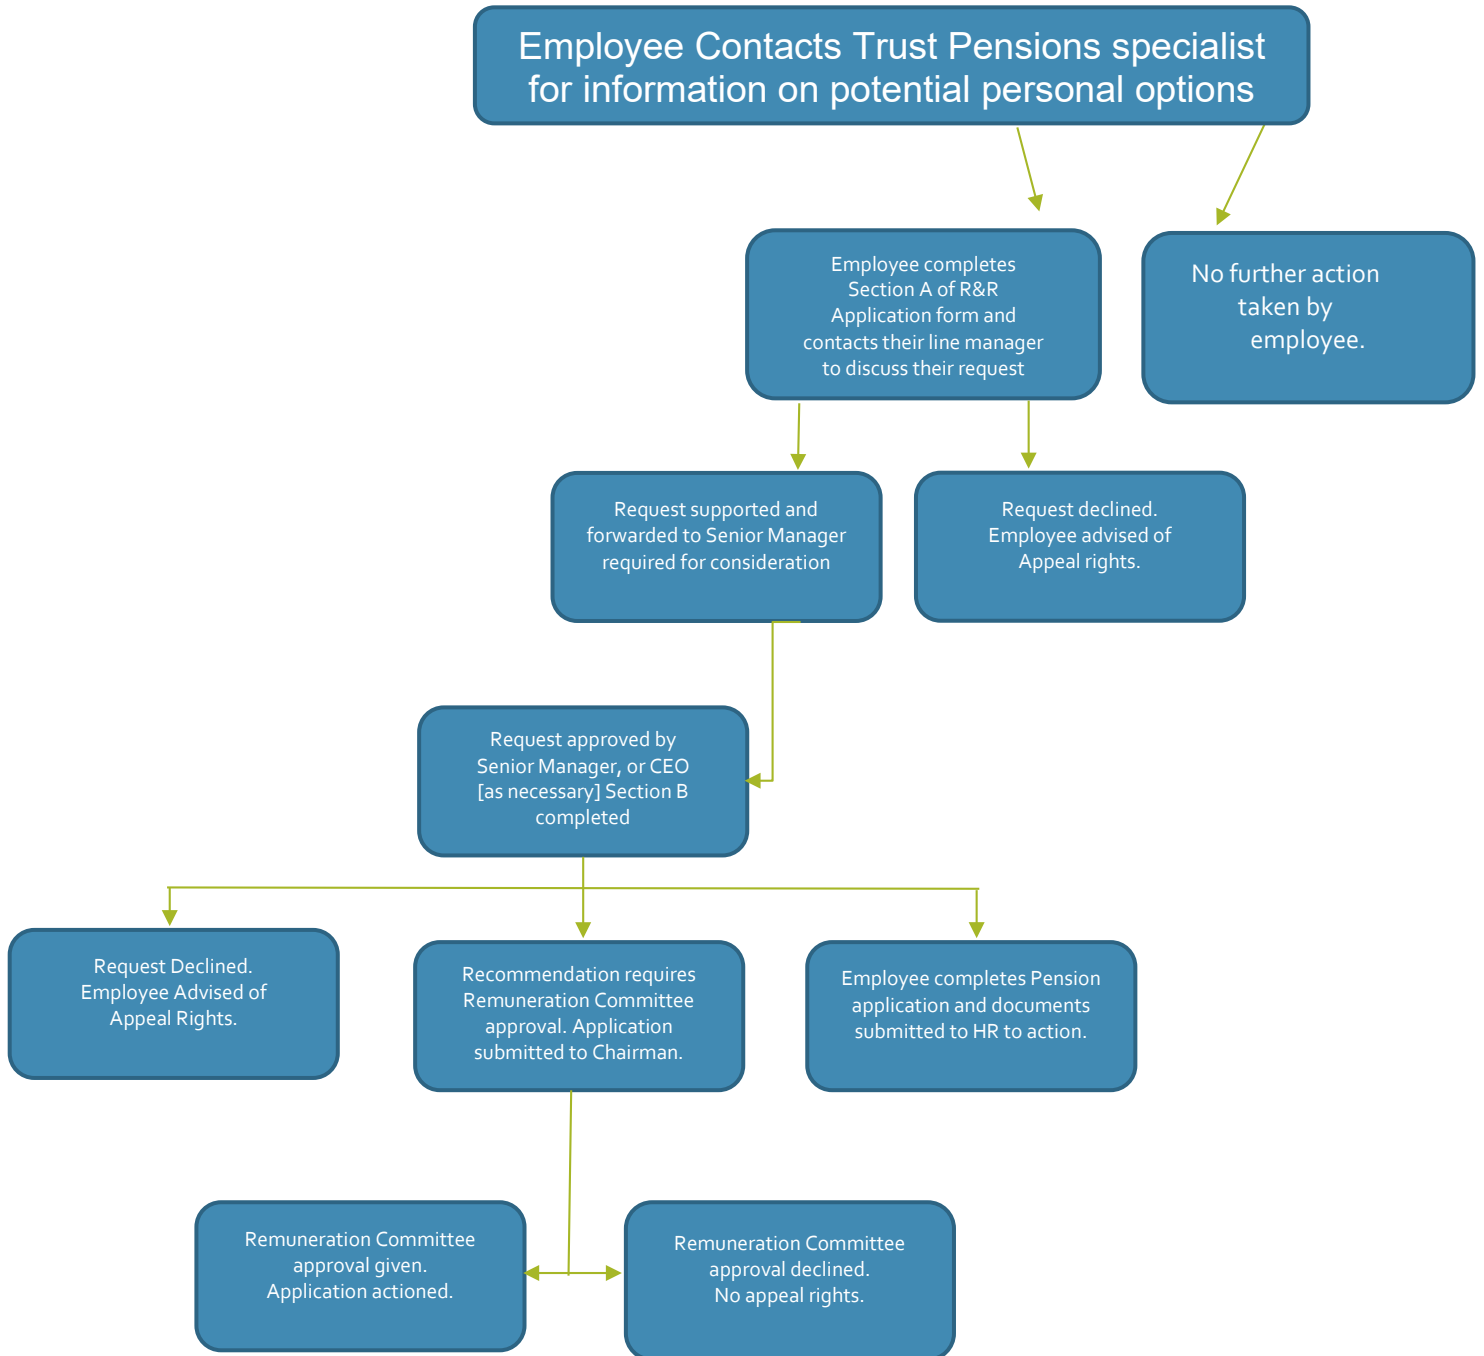 Employee Contacts Trust Pensions specialist
for information on potential personal options
Employee completes
Section A of R&R
Application form and
contacts their line manager
to discuss their request
No further action
taken by
employee.
Request supported and
forwarded to Senior Manager
required for consideration
Request declined.
Employee advised of
Appeal rights.
Request approved by
Senior Manager, or CEO
[as necessary] Section B
completed
Request Declined.
Employee Advised of
Appeal Rights.
Recommendation requires
Remuneration Committee
approval. Application
submitted to Chairman.
Employee completes Pension
application and documents
submitted to HR to action.
Remuneration Committee
approval given.
Application actioned.
Remuneration Committee
approval declined.
No appeal rights.